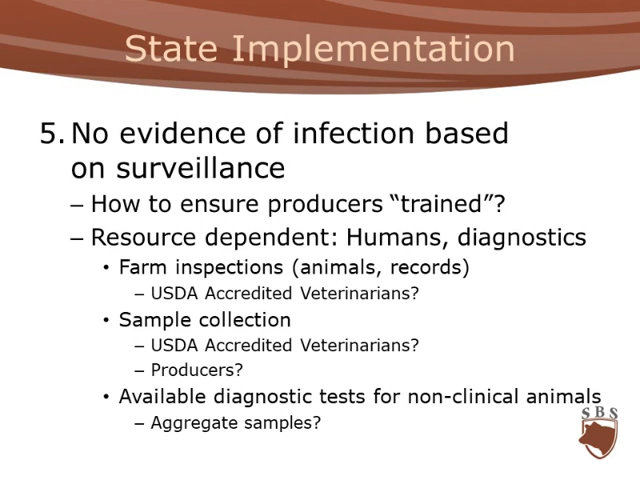 State Implementation
5. No evidence of infection based
on surveillance
– How to ensure producers “trained”?
– Resource dependent: Humans, diagnostics
• Farm inspections (animals, records)
– USDA Accredited Veterinarians?
• Sample collection
– USDA Accredited Veterinarians?
– Producers?
• Available diagnostic tests for non-clinical animals
– Aggregate samples?
SBS